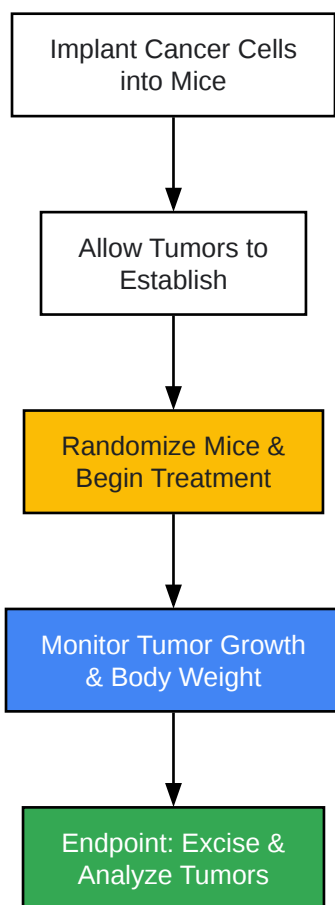 Implant Cancer Cells
into Mice
Allow Tumors to
Establish
Randomize Mice &
Begin Treatment
Monitor Tumor Growth
& Body Weight
Endpoint: Excise &
Analyze Tumors